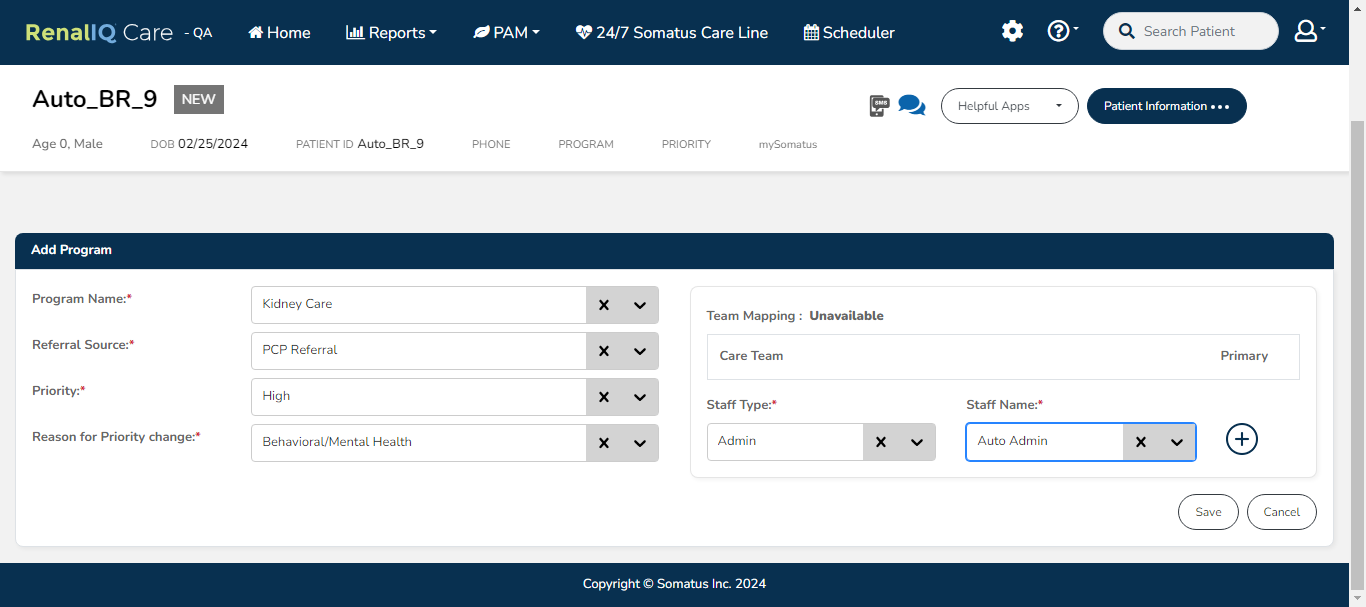 RenalIQ Care - QA Home Reports PAM 24/7 Somatus Care Line Scheduler Search Patient
Auto_BR_9 NEW
SMS Helpful Apps Patient Information
Age 0, Male DOB 02/25/2024 PATIENT ID Auto_BR_9 PHONE PROGRAM PRIORITY mySomatus
Add Program
Program Name:* Kidney Care
Referral Source:* PCP Referral
Priority:* High
Reason for Priority change:* Behavioral/Mental Health
Team Mapping : Unavailable
Care Team Primary
Staff Type:* Staff Name:*
Admin Auto Admin
Save Cancel
Copyright © Somatus Inc. 2024